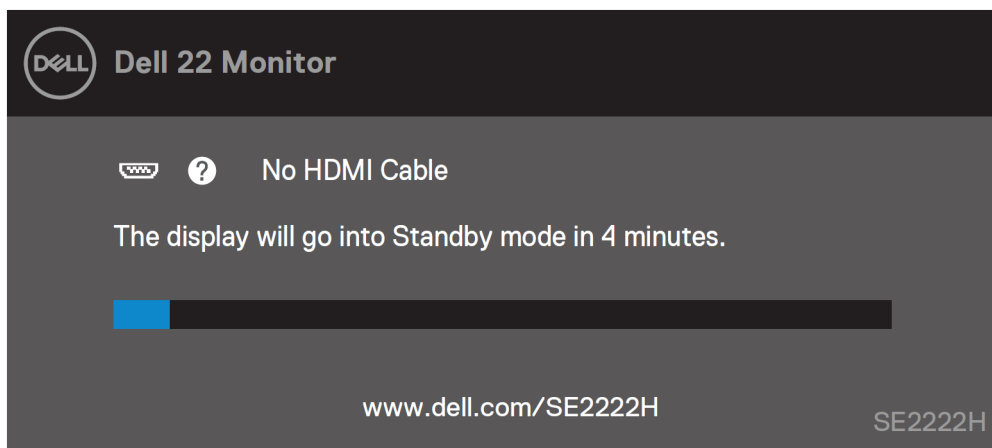 DELL
Dell 22 Monitor
? No HDMI Cable
The display will go into Standby mode in 4 minutes.
www.dell.com/SE2222H
SE2222H